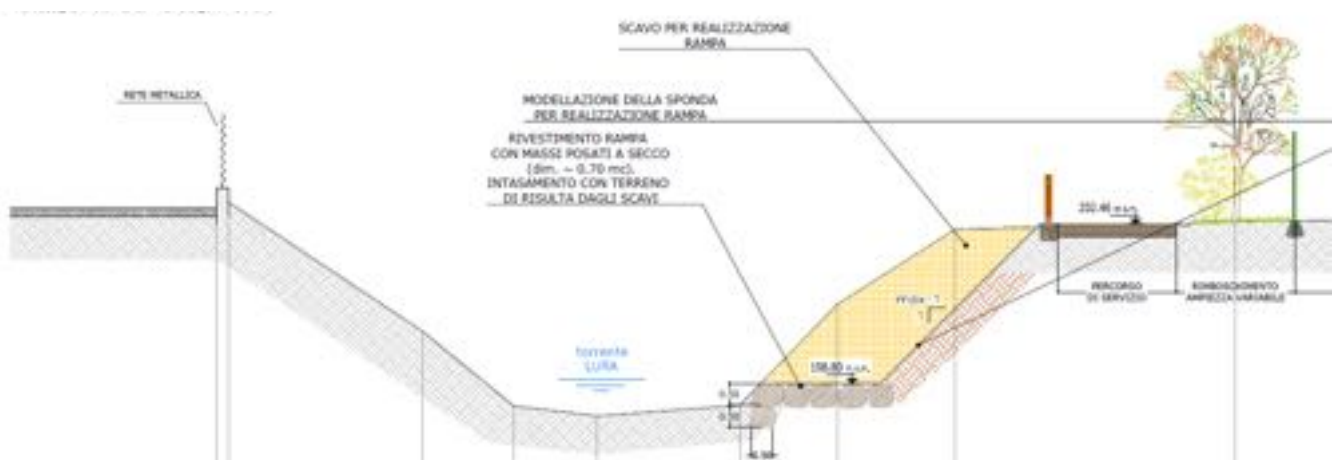 SCAVO PER REALIZZAZIONE
RAMPA
RETE METALLICA
MODELLAZIONE DELLA SPONDA
PER REALIZZAZIONE RAMPA
RIVESTIMENTO RAMPA
CON MASSI POSATI A SECCO
(dim. ~ 0.70 mc).
INTASAMENTO CON TERRENO
DI RISULTA DAGLI SCAVI
torrente
LURA
PERCORSO
DI SERVIZIO
RIMBOSCHIMENTO
AMPIEZZA VARIABILE